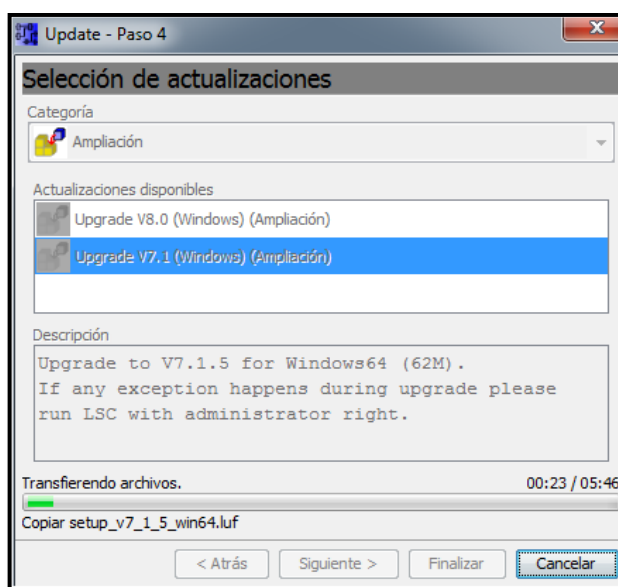 Update - Paso 4
Selección de actualizaciones
Categoría
Ampliación
Actualizaciones disponibles
Upgrade V8.0 (Windows) (Ampliación)
Upgrade V7.1 (Windows) (Ampliación)
Descripción
Upgrade to V7.1.5 for Windows64 (62M).
If any exception happens during upgrade please
run LSC with administrator right.
Transfiriendo archivos. 00:23 / 05:46
Copiar setup_v7_1_5_win64.luf
< Atrás Siguiente > Finalizar Cancelar